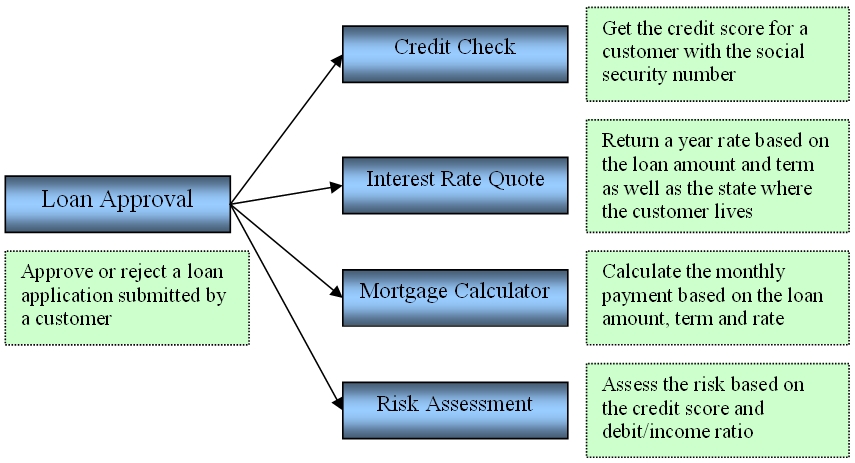 Credit Check
Get the credit score for a
customer with the social
security number
Interest Rate Quote
Return a year rate based on
the loan amount and term
as well as the state where
the customer lives
Loan Approval
Approve or reject a loan
application submitted by
a customer
Mortgage Calculator
Calculate the monthly
payment based on the loan
amount, term and rate
Risk Assessment
Assess the risk based on
the credit score and
debit/income ratio